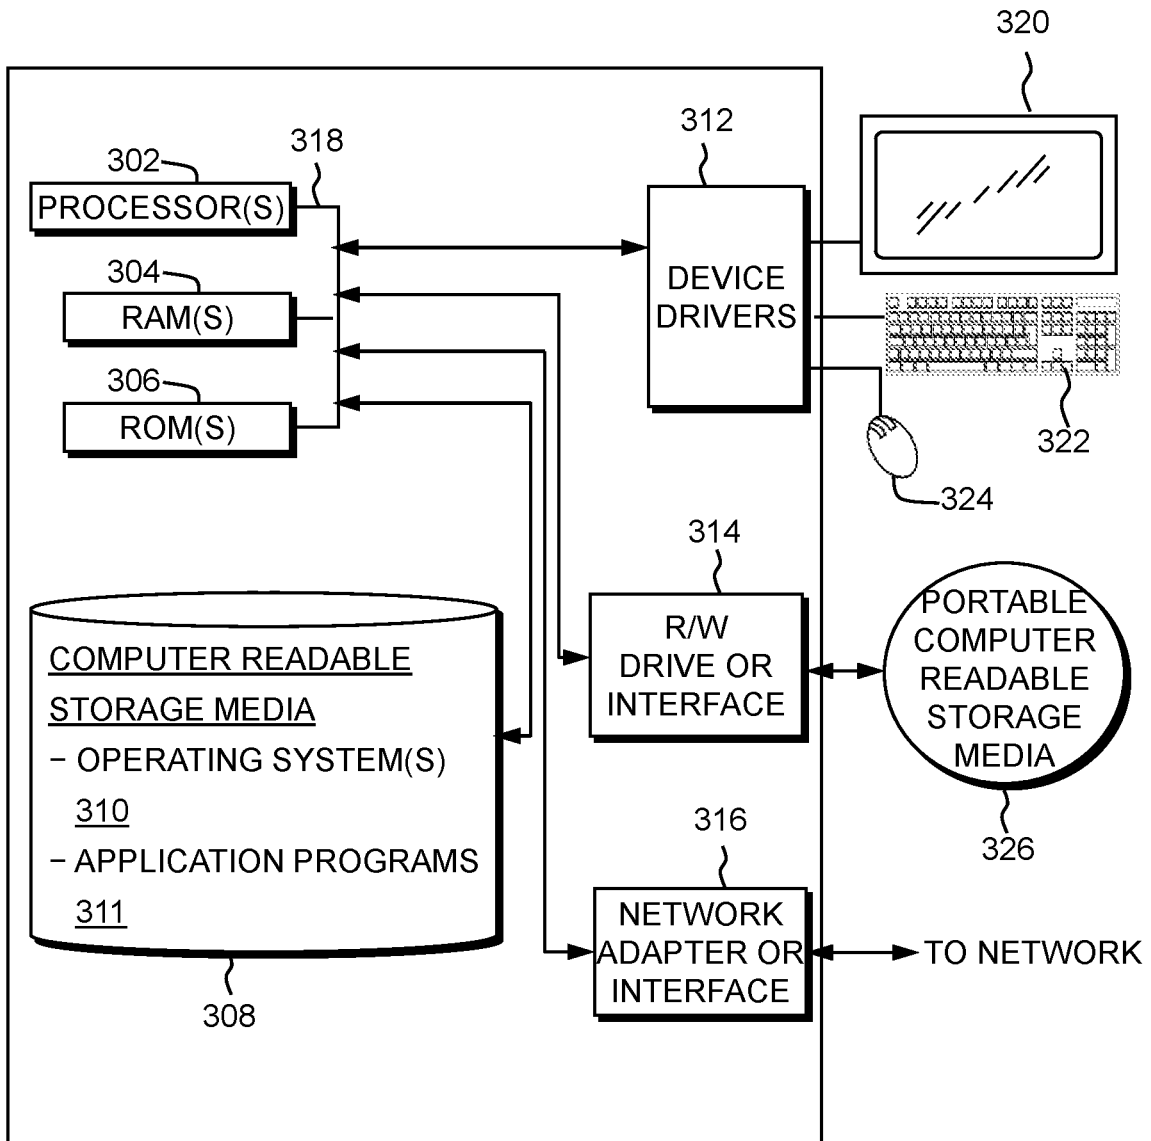 320
312
318
302
PROCESSOR(S)
304
RAM(S)
DEVICE
DRIVERS
306
ROM(S)
322
324
314
R/W
DRIVE OR
INTERFACE
PORTABLE
COMPUTER
READABLE
STORAGE
MEDIA
326
COMPUTER READABLE
STORAGE MEDIA
– OPERATING SYSTEM(S)
310
– APPLICATION PROGRAMS
311
308
316
NETWORK
ADAPTER OR
INTERFACE
TO NETWORK